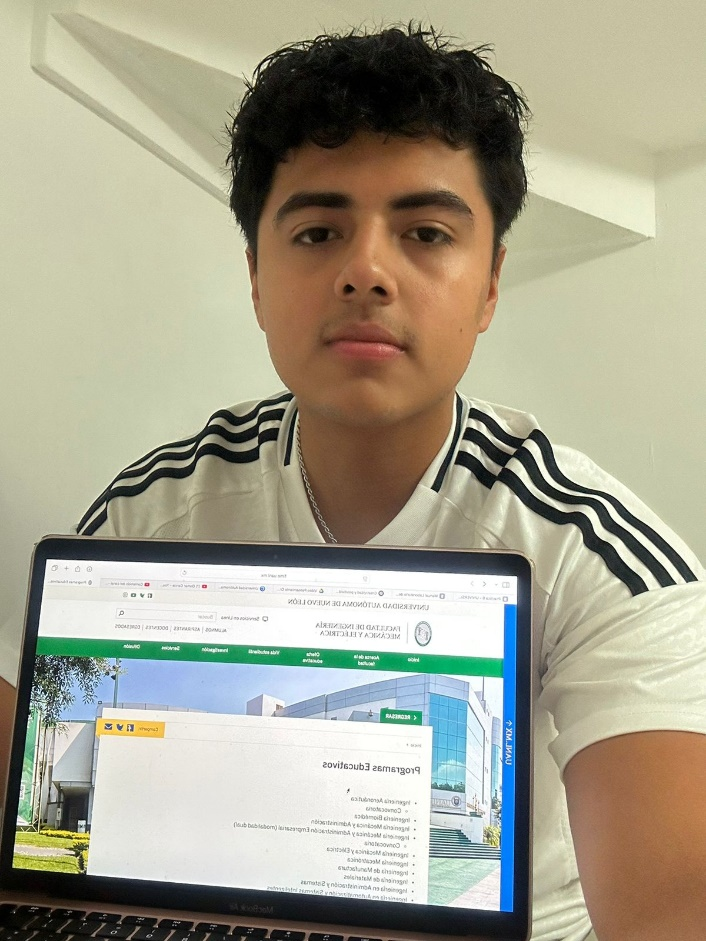 Programas Educativos
UNIVERSIDAD AUTÓNOMA DE NUEVO LEÓN
FACULTAD DE INGENIERÍA
MECÁNICA Y ELÉCTRICA
Servicios en Línea
Buscar
ALUMNOS | ASPIRANTES | DOCENTES | EGRESADOS
Inicio
Acerca de la facultad
Oferta educativa
Vida estudiantil
Investigación
Servicios
Difusión
UANL.MX
REGRESAR
Compartir:
Inicio
Programas Educativos
Ingeniería Aeronáutica
Convocatoria
Ingeniería Biomédica
Ingeniería Mecánica y Administración
Ingeniería Mecánica y Administración Empresarial (modalidad dual)
Convocatoria
Ingeniería Mecánica y Eléctrica
Ingeniería Mecatrónica
Ingeniería de Manufactura
Ingeniería de Materiales
Ingeniería en Administración y Sistemas
MacBook Air